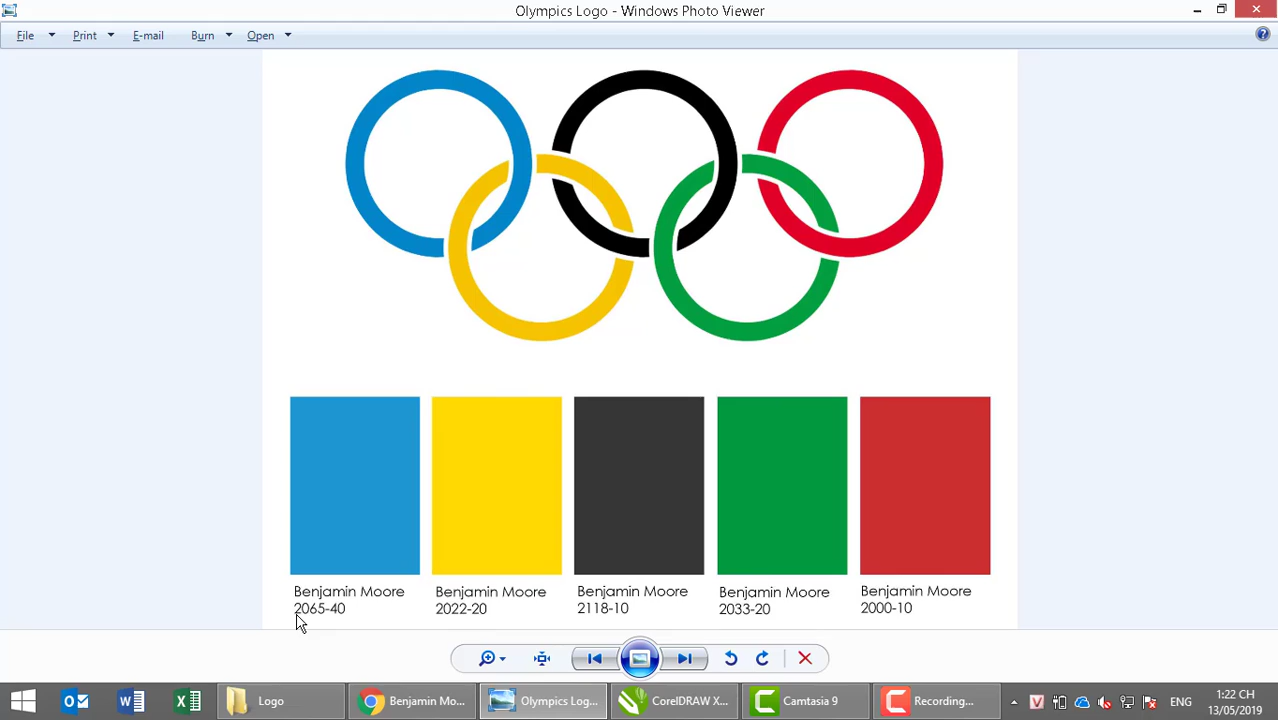 Olympics Logo - Windows Photo Viewer
File Print E-mail Burn Open
Benjamin Moore
2065-40
Benjamin Moore
2022-20
Benjamin Moore
2118-10
Benjamin Moore
2033-20
Benjamin Moore
2000-10
Logo
Benjamin Mo...
Olympics Log...
CorelDRAW X...
Camtasia 9
Recording...
ENG
1:22 CH
13/05/2019